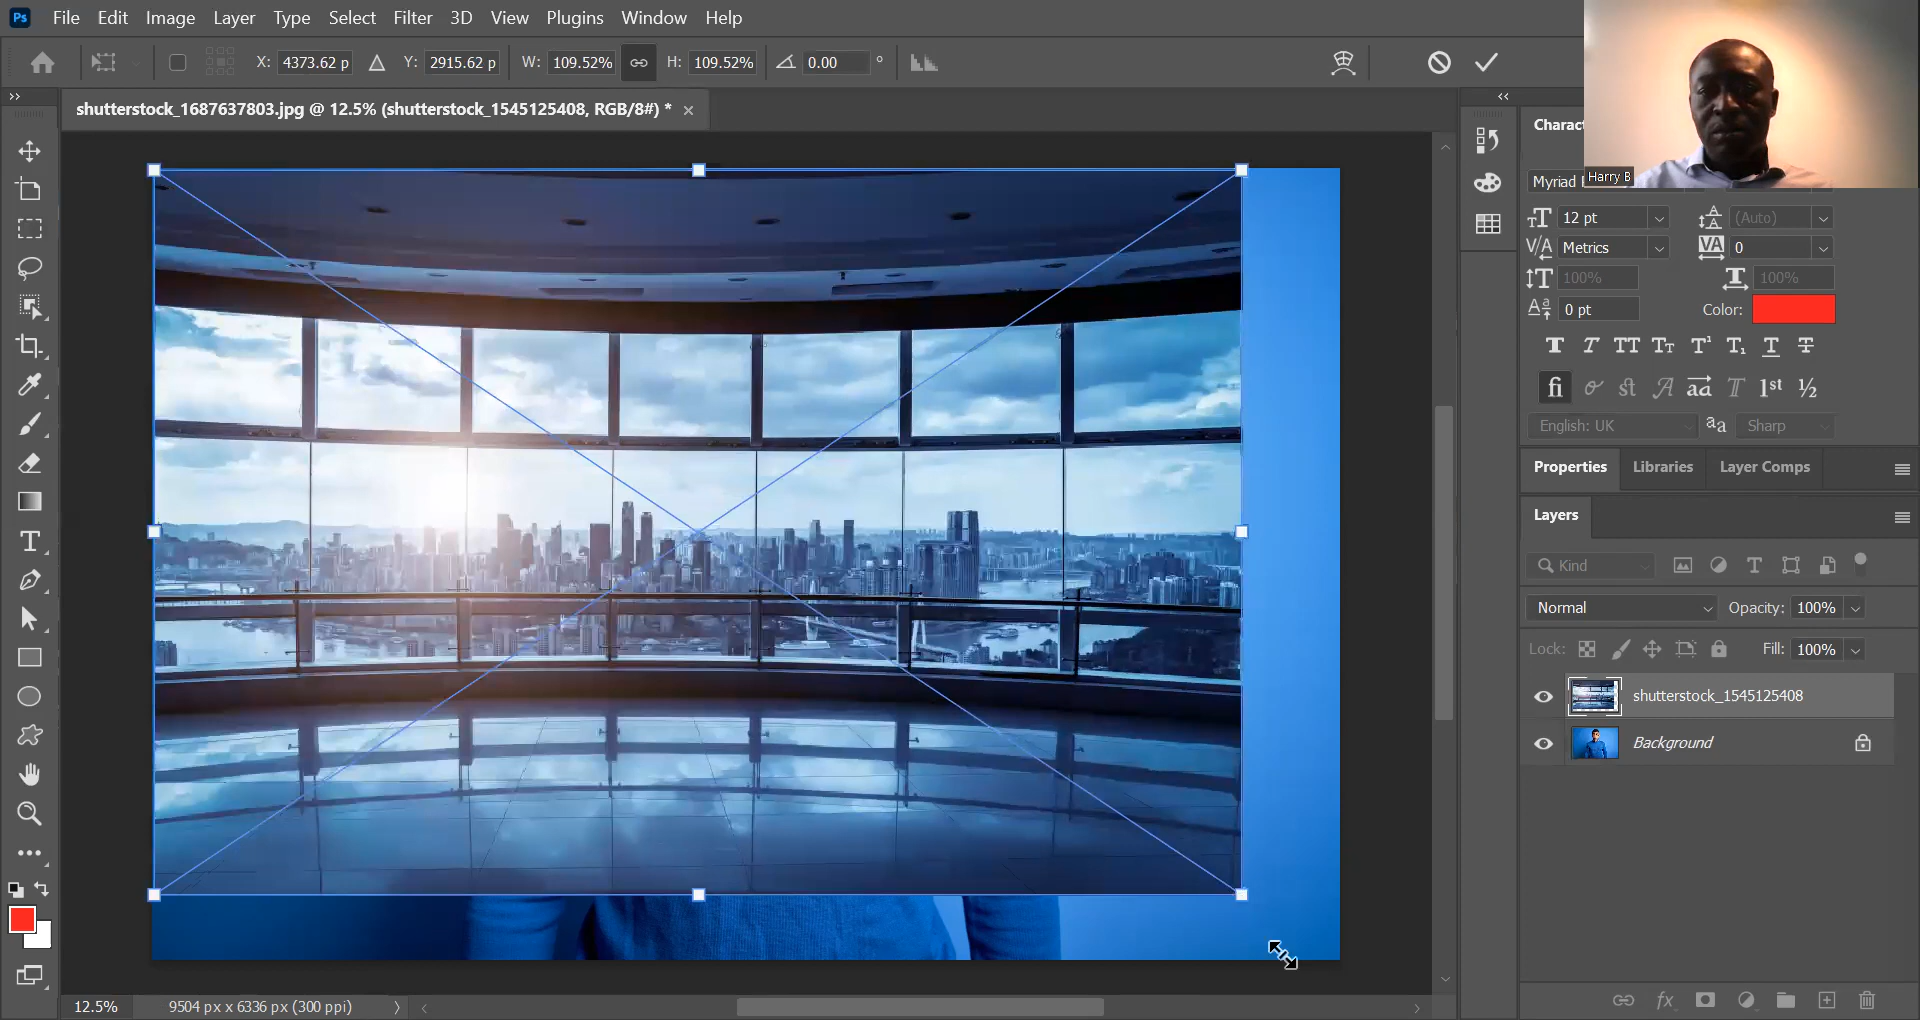 Ps File Edit Image Layer Type Select Filter 3D View Plugins Window Help
X: 4373.62 p Y: 2915.62 p W: 109.52% H: 109.52% 0.00 °
shutterstock_1687637803.jpg @ 12.5% (shutterstock_1545125408, RGB/8#) * ×
Charac
Harry B
Myriad
12 pt (Auto)
Metrics 0
100% 100%
0 pt Color:
English: UK aa Sharp
Properties Libraries Layer Comps
Layers
Kind
Normal Opacity: 100%
Lock: Fill: 100%
shutterstock_1545125408
Background
12.5% 9504 px x 6336 px (300 ppi)